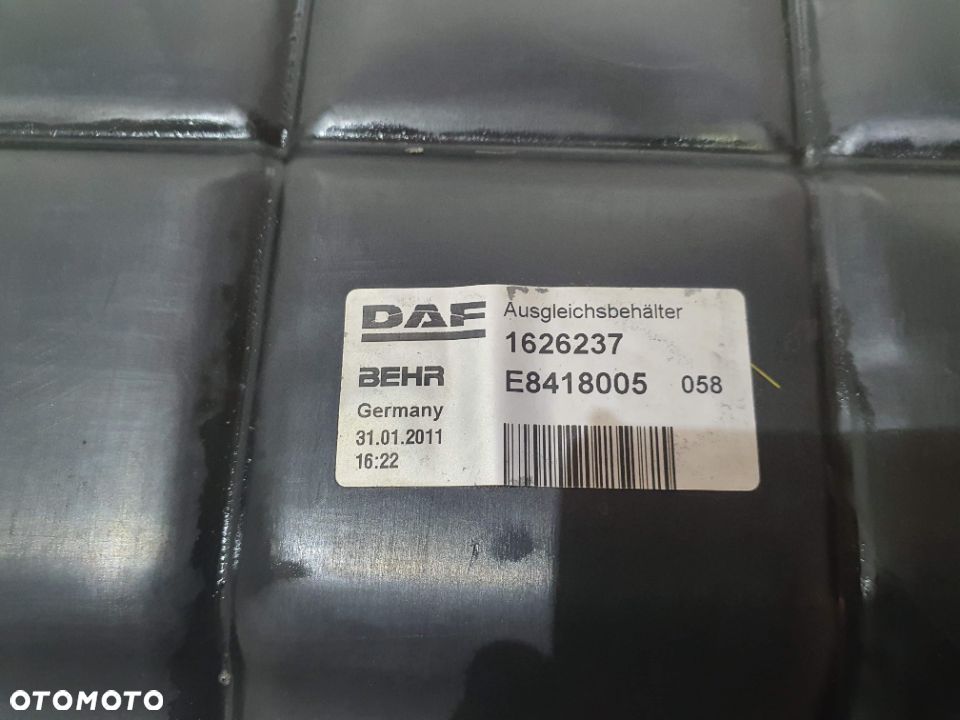 DAF
Ausgleichsbehälter
1626237
BEHR
E8418005 058
Germany
31.01.2011
16:22
OTOMOTO